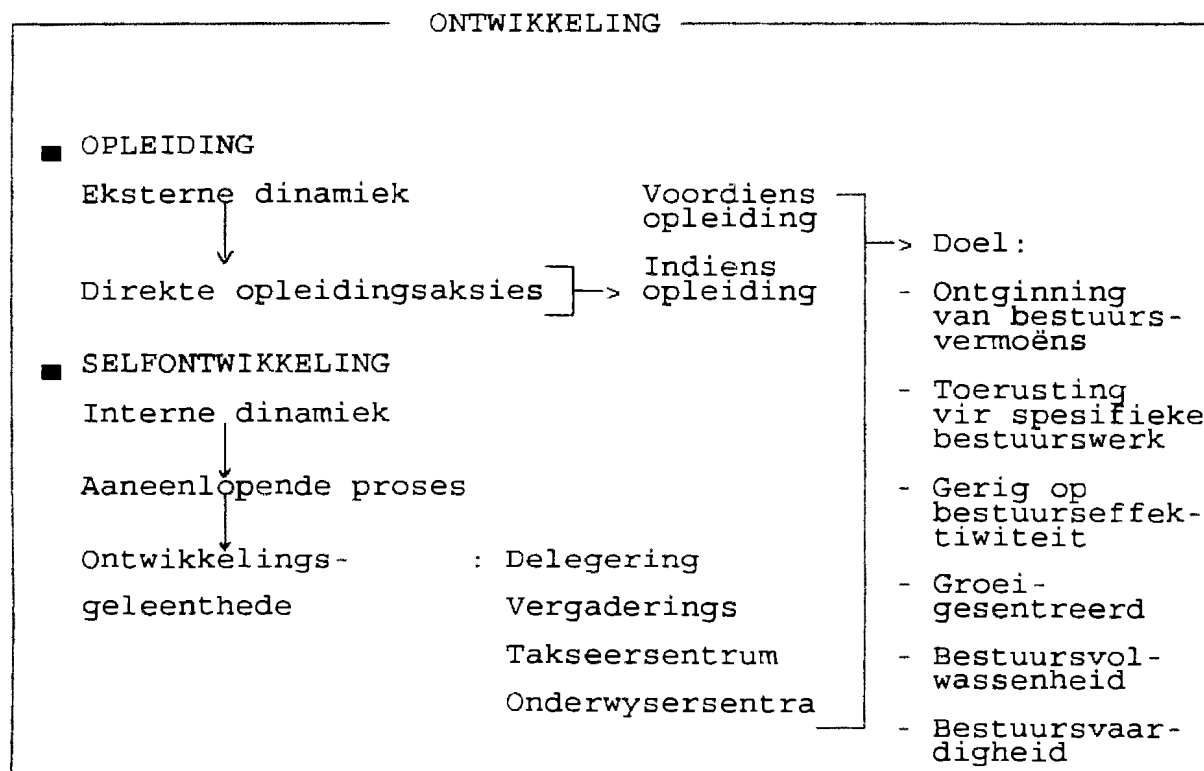 ONTWIKKELING
OPLEIDING
Eksterne dinamiek
Direkte opleidingsaksies
Voordiens
opleiding
Indiens
opleiding
SELFONTWIKKELING
Interne dinamiek
Aaneenlopende proses
Ontwikkelings-
geleenthede
: Delegering
Vergaderings
Takseersentrum
Onderwysersentra
Doel:
- Ontginning
van bestuurs-
vermoëns
- Toerusting
vir spesifieke
bestuurswerk
- Gerig op
bestuurseffek-
tiwiteit
- Groei-
gesentreerd
- Bestuursvol-
wassenheid
- Bestuursvaar-
digheid